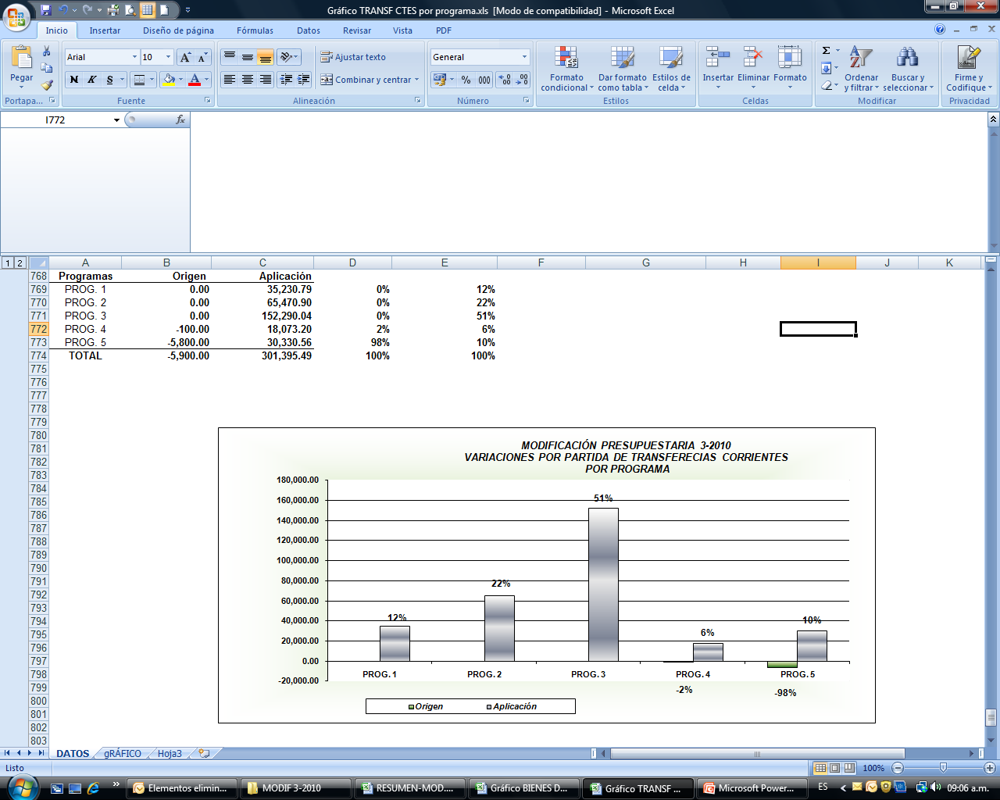 Gráfico TRANSF CTES por programa.xls [Modo de compatibilidad] - Microsoft Excel
Inicio Insertar Diseño de página Fórmulas Datos Revisar Vista PDF
Pegar Arial 10 Ajustar texto General
N K S Combinar y centrar % 000
Formato condicional Dar formato como tabla Estilos de celda Insertar Eliminar Formato Σ Ordenar y filtrar Buscar y seleccionar Firme y Codifique
Portapa... Fuente Alineación Número Estilos Celdas Modificar Privacidad
I772 fx
1 2 A B C D E F G H I J K
768 Programas Origen Aplicación
769 PROG. 1 0.00 35,230.79 0% 12%
770 PROG. 2 0.00 65,470.90 0% 22%
771 PROG. 3 0.00 152,290.04 0% 51%
772 PROG. 4 -100.00 18,073.20 2% 6%
773 PROG. 5 -5,800.00 30,330.56 98% 10%
774 TOTAL -5,900.00 301,395.49 100% 100%
775
776
777
778
779
780
781
782
783
784
785
786
787
788
789
790
791
792
793
794
795
796
797
798
799
800
801
802
803
MODIFICACIÓN PRESUPUESTARIA 3-2010
VARIACIONES POR PARTIDA DE TRANSFERECIAS CORRIENTES
POR PROGRAMA
180,000.00
160,000.00
140,000.00
120,000.00
100,000.00
80,000.00
60,000.00
40,000.00
20,000.00
0.00
-20,000.00
12% 22% 51% 6% 10%
PROG. 1 PROG. 2 PROG. 3 PROG. 4 PROG. 5
-2% -98%
Origen Aplicación
DATOS gRÁFICO Hoja3
Listo 100%
Elementos elimin... MODIF 3-2010 RESUMEN-MOD.... Gráfico BIENES D... Gráfico TRANSF ... Microsoft Power... ES 09:06 a.m.